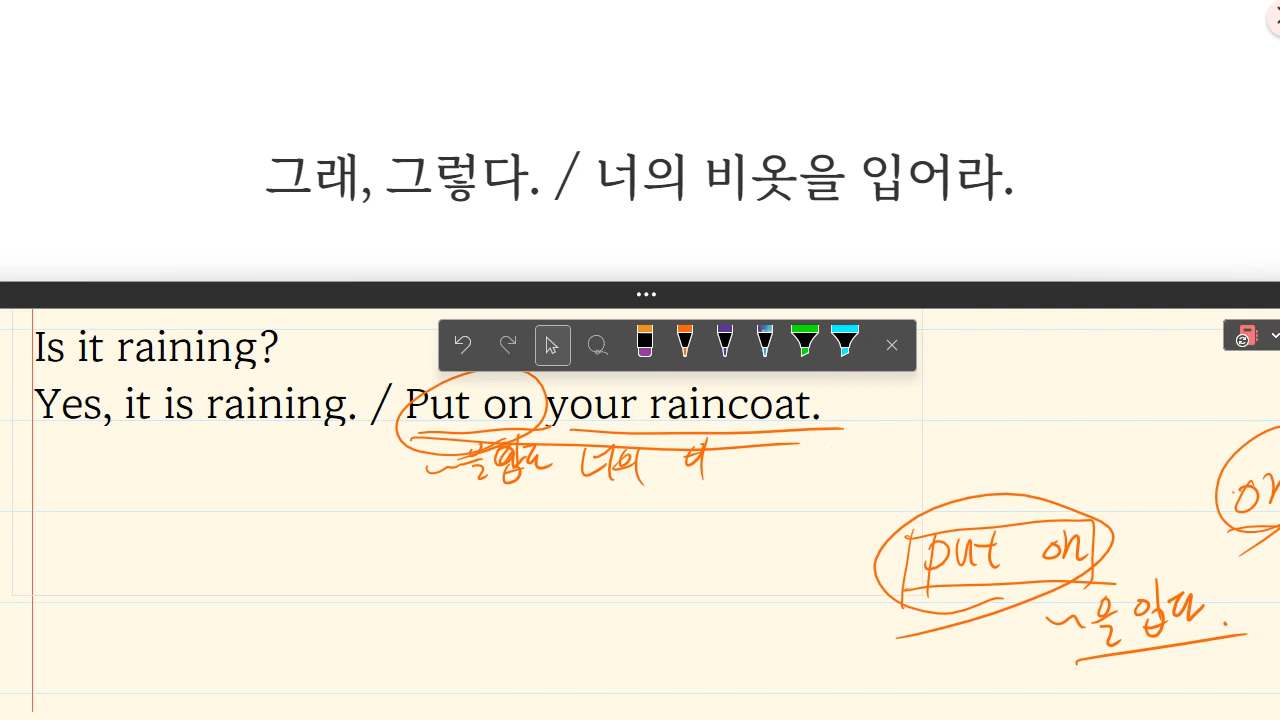 그래, 그렇다. / 너의 비옷을 입어라.
Is it raining?
Yes, it is raining. / Put on your raincoat.
~을 입다 너의 비
on
put on
~을 입다.